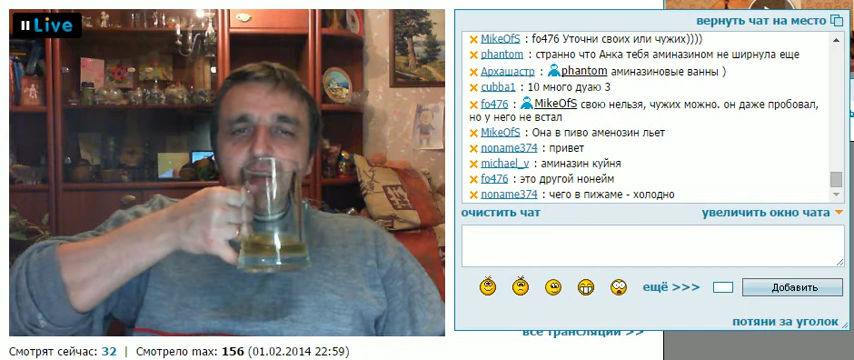 Live
вернуть чат на место
MikeOfS : fo476 Уточни своих или чужих))))
phantom : странно что Анка тебя аминазином не ширнула еще
Архашастр : phantom аминазиновые ванны )
cubba1 : 10 много дуаю 3
fo476 : MikeOfS свою нельзя, чужих можно. он даже пробовал,
но у него не встал
MikeOfS : Она в пиво аменозин льет
noname374 : привет
michael_v : аминазин куйня
fo476 : это другой нонейм
noname374 : чего в пижаме - холодно
очистить чат увеличить окно чата
ещё >>> Добавить
потяни за уголок
все трансляции >>
Смотрят сейчас: 32 | Смотрело max: 156 (01.02.2014 22:59)